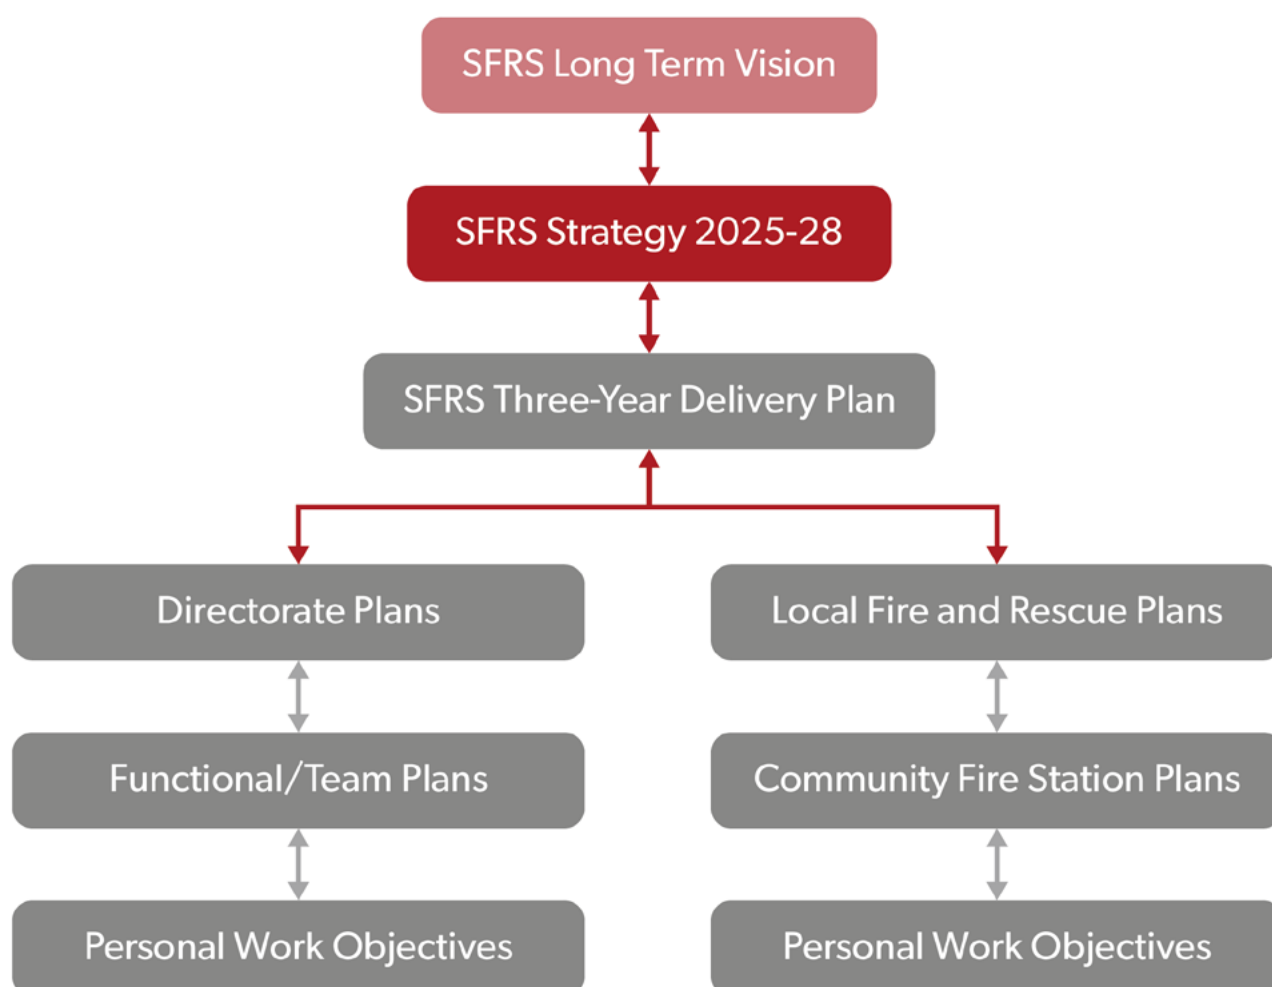 SFRS Long Term Vision
SFRS Strategy 2025-28
SFRS Three-Year Delivery Plan
Directorate Plans
Local Fire and Rescue Plans
Functional/Team Plans
Community Fire Station Plans
Personal Work Objectives
Personal Work Objectives